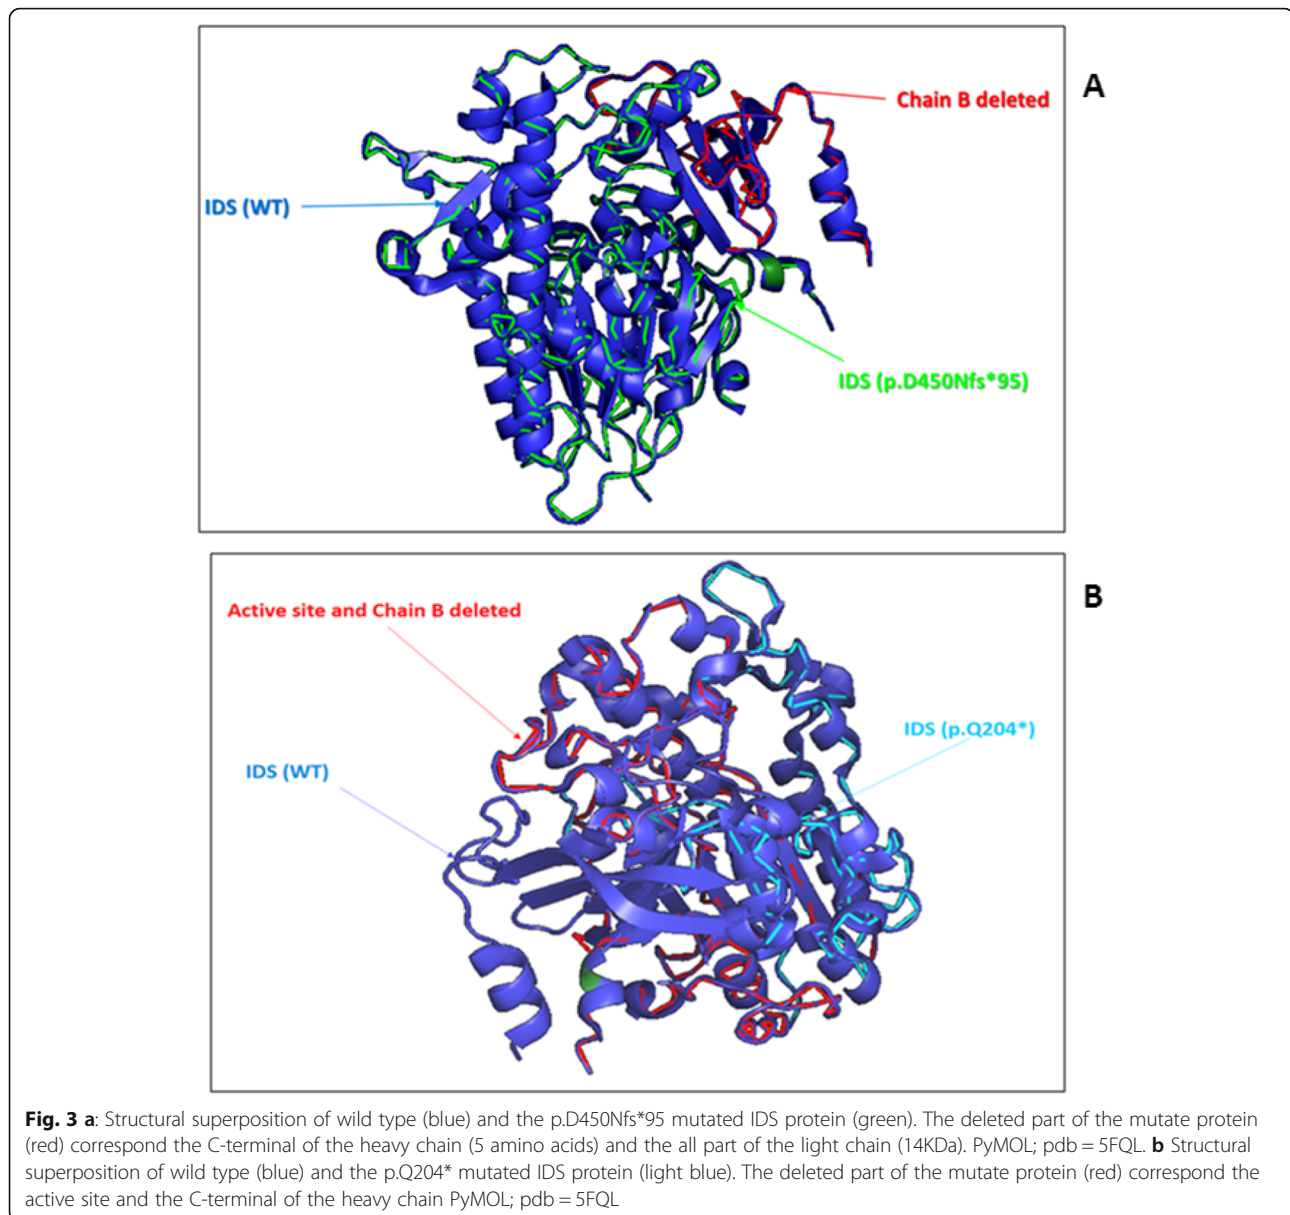 A
Chain B deleted
IDS (WT)
IDS (p.D450Nfs*95)
B
Active site and Chain B deleted
IDS (p.Q204*)
IDS (WT)
Fig. 3 a: Structural superposition of wild type (blue) and the p.D450Nfs*95 mutated IDS protein (green). The deleted part of the mutate protein
(red) correspond the C-terminal of the heavy chain (5 amino acids) and the all part of the light chain (14KDa). PyMOL; pdb = 5FQL. b Structural
superposition of wild type (blue) and the p.Q204* mutated IDS protein (light blue). The deleted part of the mutate protein (red) correspond the
active site and the C-terminal of the heavy chain PyMOL; pdb = 5FQL